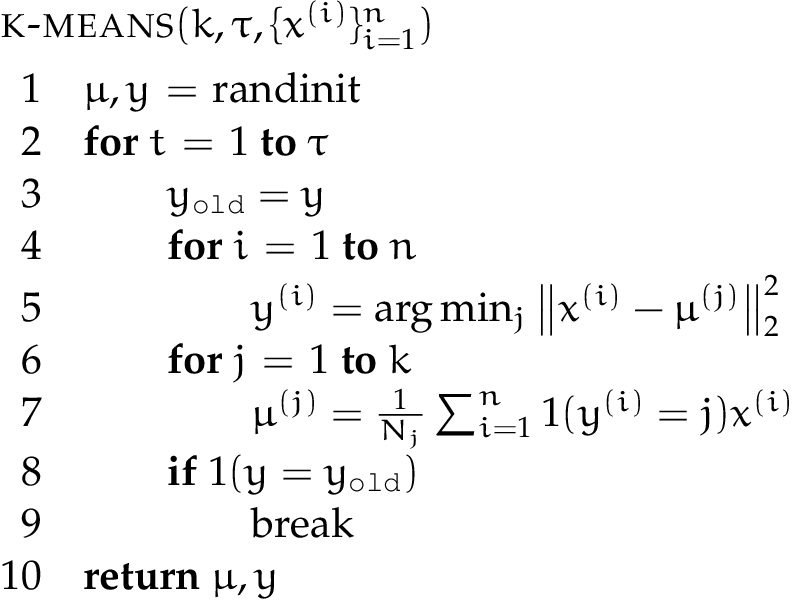 K-MEANS(k, τ, {x^(i)}_{i=1}^n)
1 μ, y = randinit
2 for t = 1 to τ
3 y_old = y
4 for i = 1 to n
5 y^(i) = arg min_j ‖x^(i) − μ^(j)‖_2^2
6 for j = 1 to k
7 μ^(j) = 1/N_j ∑_{i=1}^n 1(y^(i) = j)x^(i)
8 if 1(y = y_old)
9 break
10 return μ, y